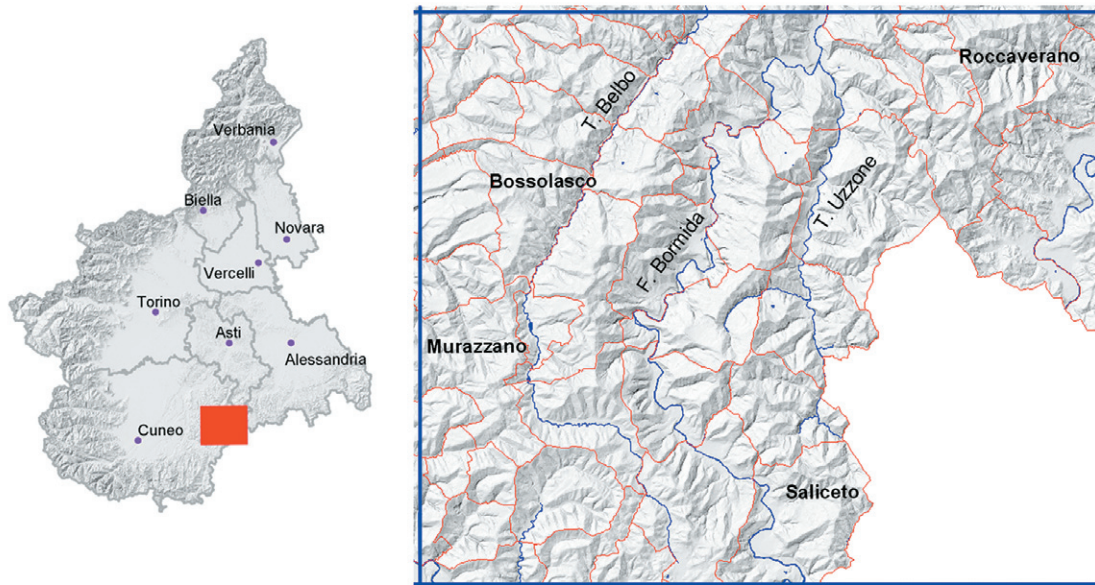 Verbania
Biella
Novara
Vercelli
Torino
Asti
Alessandria
Cuneo
Roccaverano
T. Belbo
Bossolasco
T. Uzzone
F. Bormida
Murazzano
Saliceto